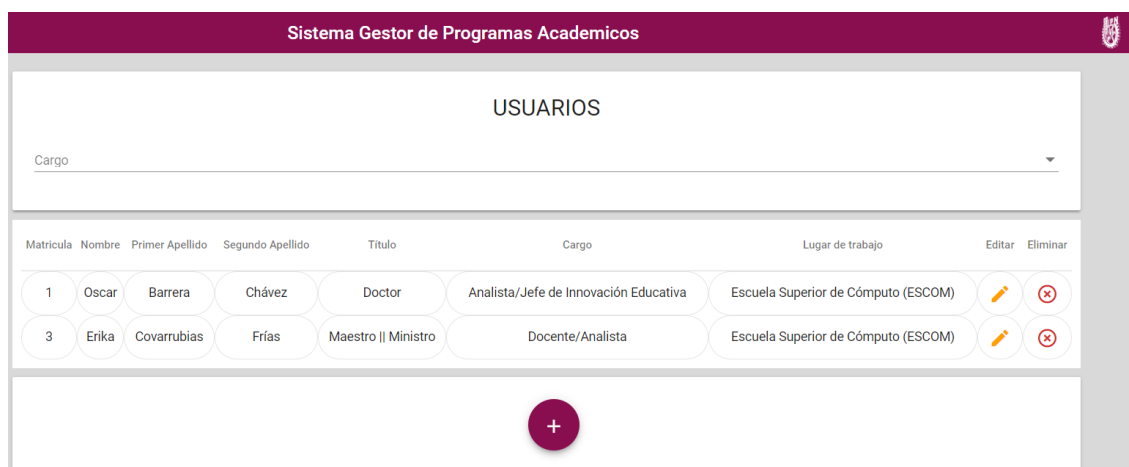 Sistema Gestor de Programas Academicos
USUARIOS
Cargo
Matricula Nombre Primer Apellido Segundo Apellido Título Cargo Lugar de trabajo Editar Eliminar
1 Oscar Barrera Chávez Doctor Analista/Jefe de Innovación Educativa Escuela Superior de Cómputo (ESCOM)
3 Erika Covarrubias Frías Maestro || Ministro Docente/Analista Escuela Superior de Cómputo (ESCOM)
+